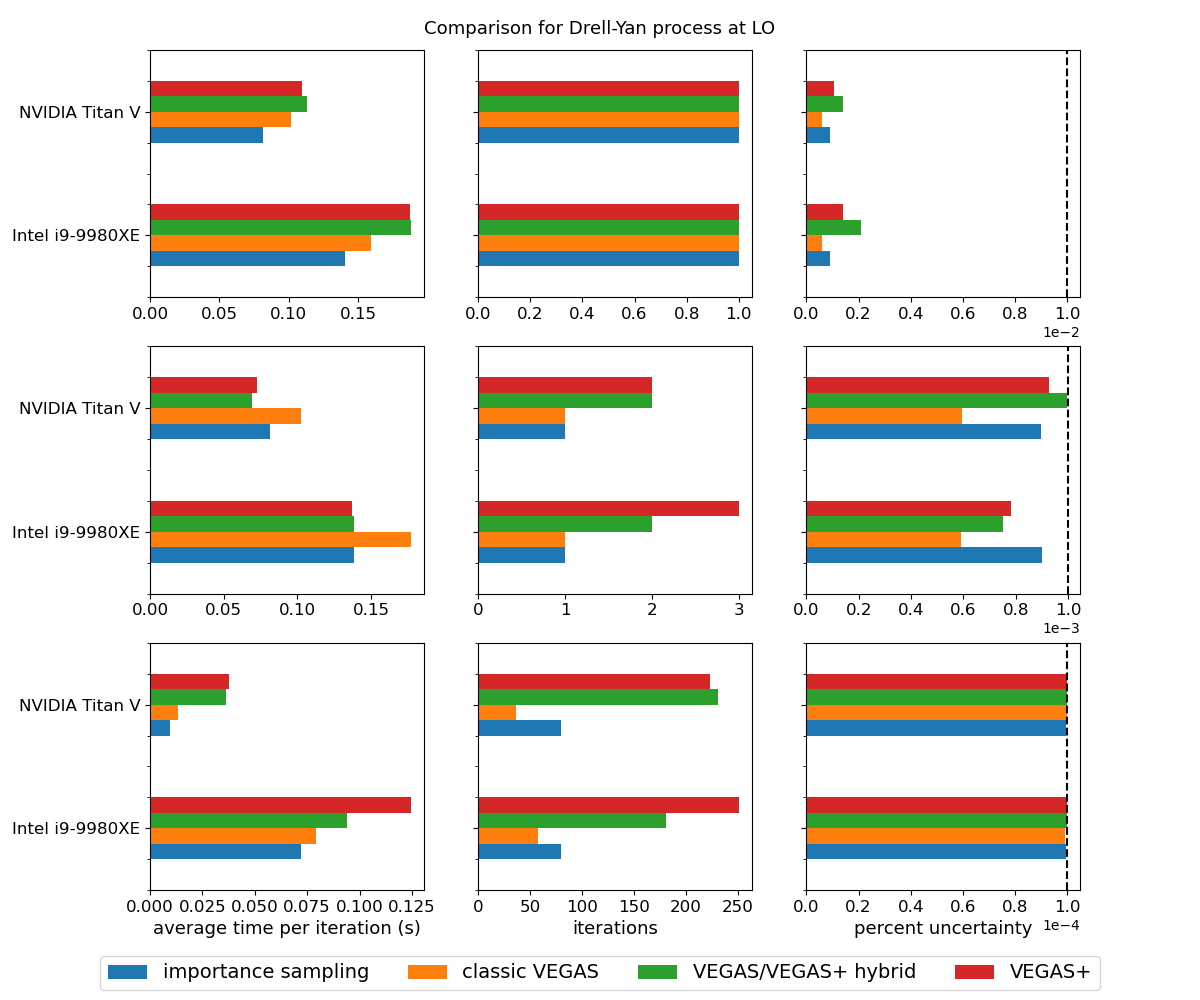 Comparison for Drell-Yan process at LO
NVIDIA Titan V
Intel i9-9980XE
0.00 0.05 0.10 0.15
0.0 0.2 0.4 0.6 0.8 1.0
0.0 0.2 0.4 0.6 0.8 1.0
1e−2
NVIDIA Titan V
Intel i9-9980XE
0.00 0.05 0.10 0.15
0 1 2 3
0.0 0.2 0.4 0.6 0.8 1.0
1e−3
NVIDIA Titan V
Intel i9-9980XE
0.000 0.025 0.050 0.075 0.100 0.125
0 50 100 150 200 250
0.0 0.2 0.4 0.6 0.8 1.0
1e−4
average time per iteration (s)
iterations
percent uncertainty
importance sampling
classic VEGAS
VEGAS/VEGAS+ hybrid
VEGAS+